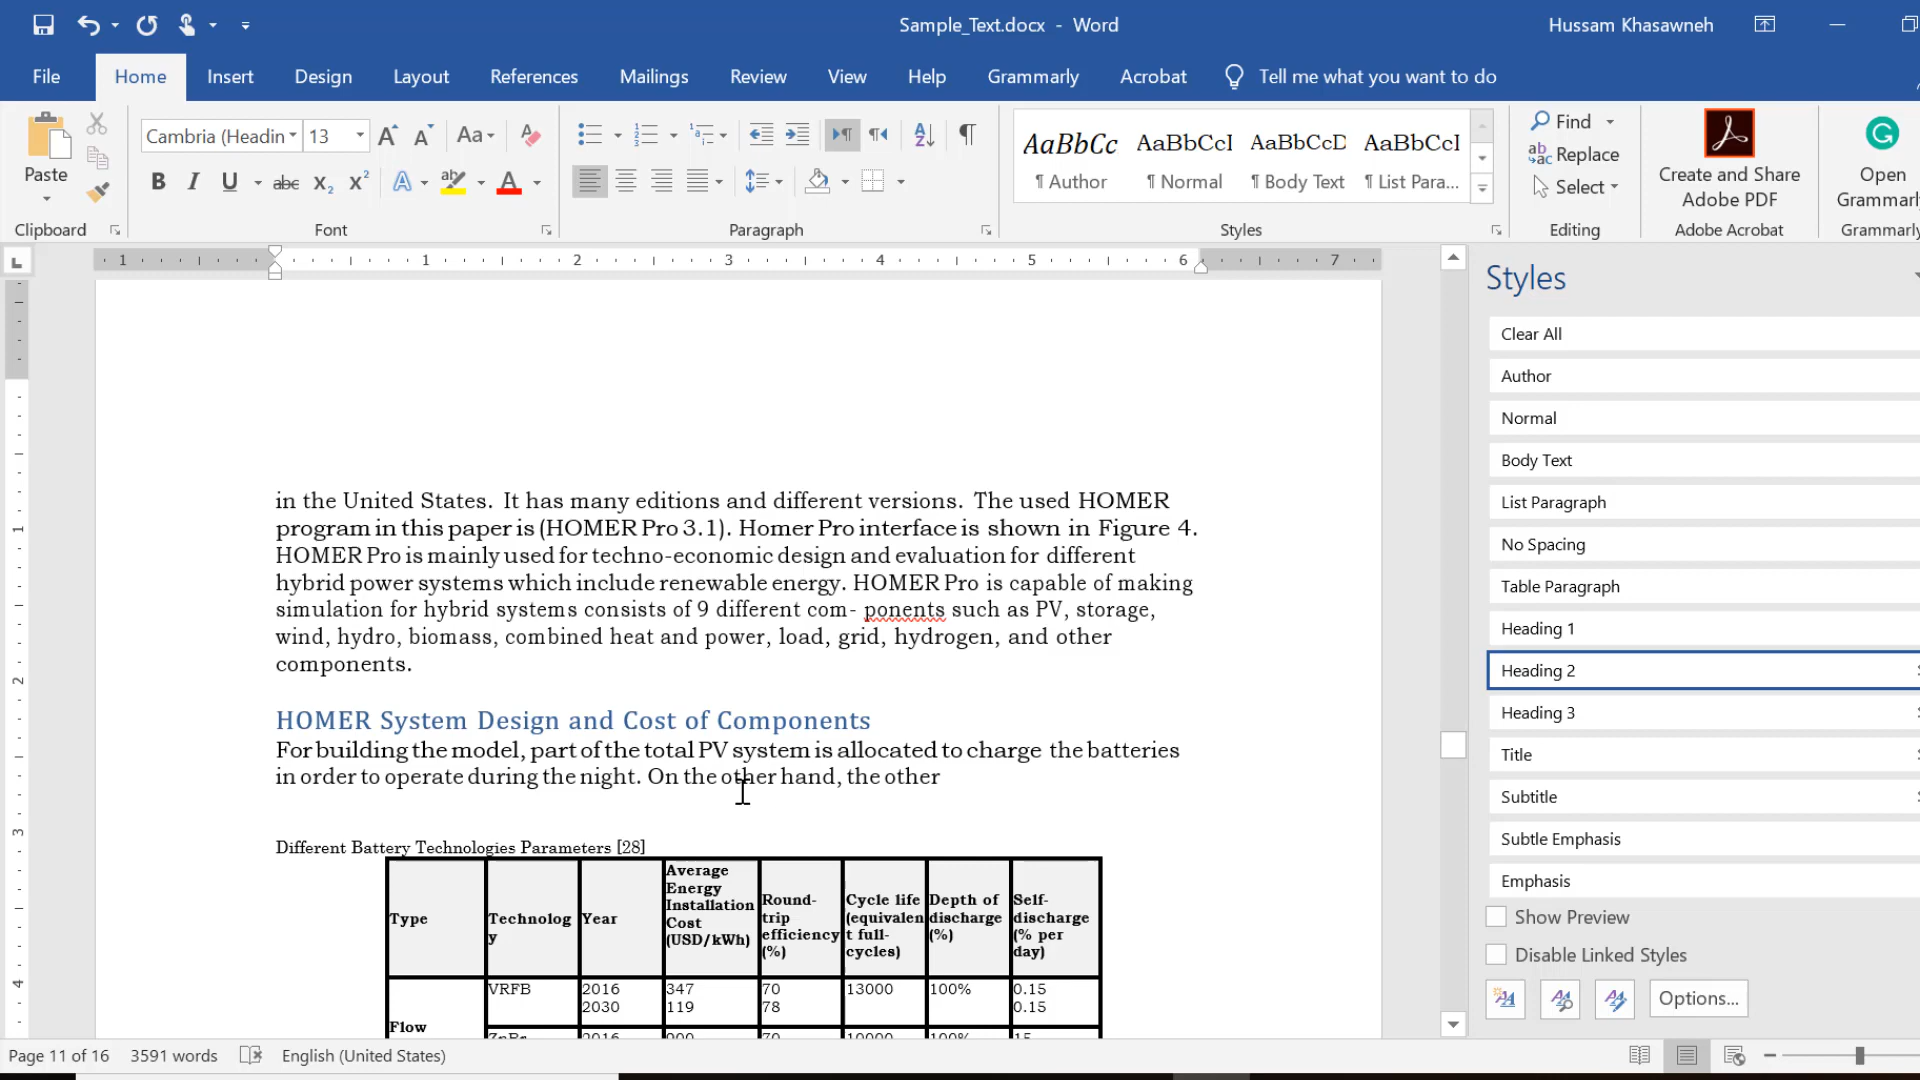 Sample_Text.docx - Word
Hussam Khasawneh
File Home Insert Design Layout References Mailings Review View Help Grammarly Acrobat Tell me what you want to do
Paste
Clipboard
Cambria (Headin 13
Font
Paragraph
AaBbCc AaBbCcI AaBbCcD AaBbCcI
¶ Author ¶ Normal ¶ Body Text ¶ List Para...
Styles
Find
Replace
Select
Editing
Create and Share
Adobe PDF
Adobe Acrobat
Open
Grammarly
Grammarly
1 1 2 3 4 5 6 7
in the United States. It has many editions and different versions. The used HOMER
program in this paper is (HOMER Pro 3.1). Homer Pro interface is shown in Figure 4.
HOMER Pro is mainly used for techno-economic design and evaluation for different
hybrid power systems which include renewable energy. HOMER Pro is capable of making
simulation for hybrid systems consists of 9 different com- ponents such as PV, storage,
wind, hydro, biomass, combined heat and power, load, grid, hydrogen, and other
components.
HOMER System Design and Cost of Components
For building the model, part of the total PV system is allocated to charge the batteries
in order to operate during the night. On the other hand, the other
Different Battery Technologies Parameters [28]
Type
Technolog
y
Year
Average
Energy
Installation
Cost
(USD/kWh)
Round-
trip
efficiency
(%)
Cycle life
(equivalen
t full-
cycles)
Depth of
discharge
(%)
Self-
discharge
(% per
day)
Flow
VRFB 2016 347 70 13000 100% 0.15
2030 119 78 0.15
1
2
3
4
Styles
Clear All
Author
Normal
Body Text
List Paragraph
No Spacing
Table Paragraph
Heading 1
Heading 2
Heading 3
Title
Subtitle
Subtle Emphasis
Emphasis
Show Preview
Disable Linked Styles
Options...
Page 11 of 16 3591 words English (United States)